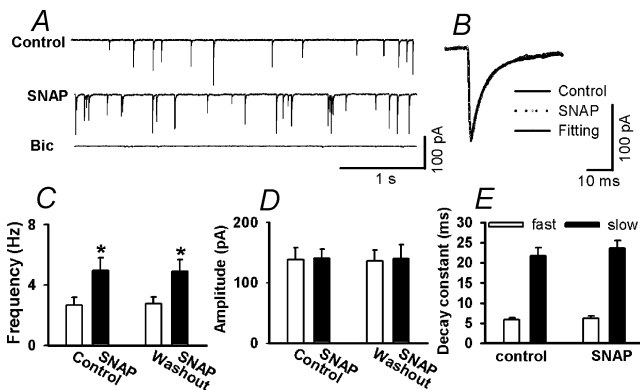 A
Control
SNAP
Bic
100 pA
1 s
B
Control
SNAP
Fitting
100 pA
10 ms
C
Frequency (Hz)
8
4
0
*
*
Control
SNAP
Washout
SNAP
D
Amplitude (pA)
200
150
100
0
Control
SNAP
Washout
SNAP
E
Decay constant (ms)
30
25
20
15
10
5
0
fast
slow
control
SNAP